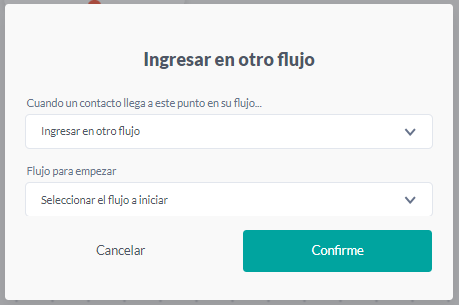 Ingresar en otro flujo
Cuando un contacto llega a este punto en su flujo...
Ingresar en otro flujo
Flujo para empezar
Seleccionar el flujo a iniciar
Cancelar
Confirme